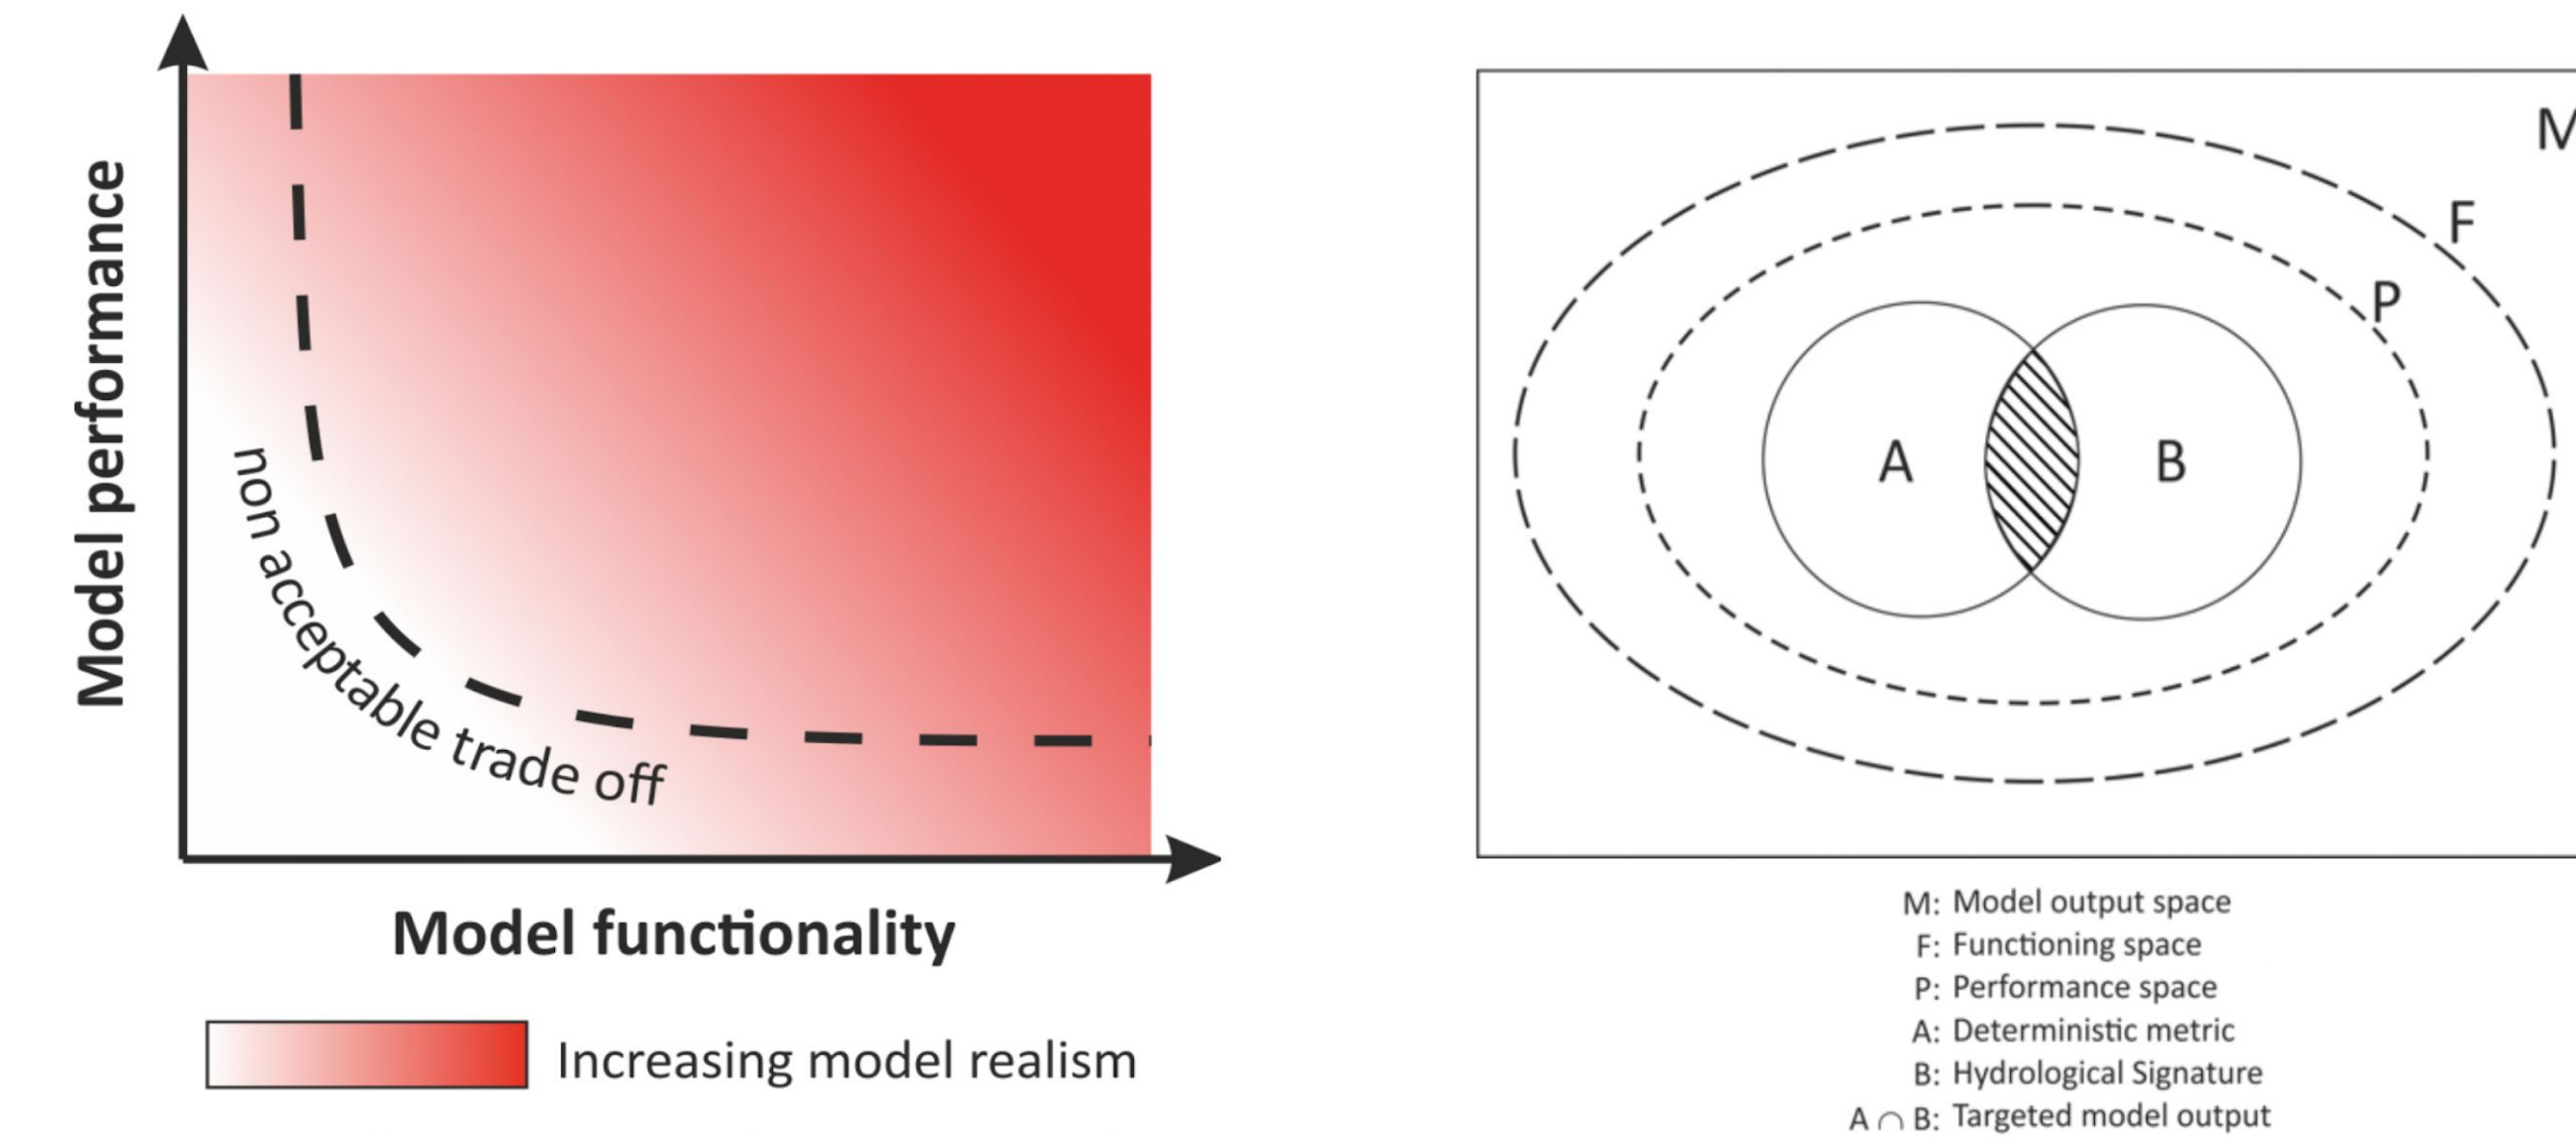 Model performance
non acceptable trade off
Model functionality
Increasing model realism
M
F
P
A
B
M: Model output space
F: Functioning space
P: Performance space
A: Deterministic metric
B: Hydrological Signature
A ∩ B: Targeted model output